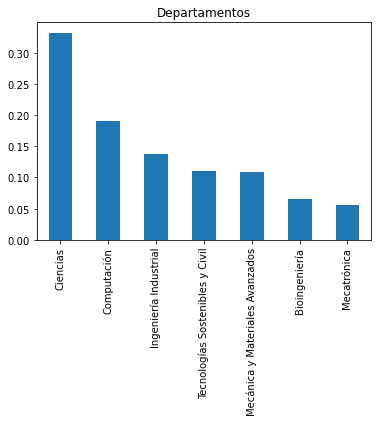 Departamentos
0.30
0.25
0.20
0.15
0.10
0.05
0.00
Ciencias
Computación
Ingeniería Industrial
Tecnologías Sostenibles y Civil
Mecánica y Materiales Avanzados
Bioingeniería
Mecatrónica